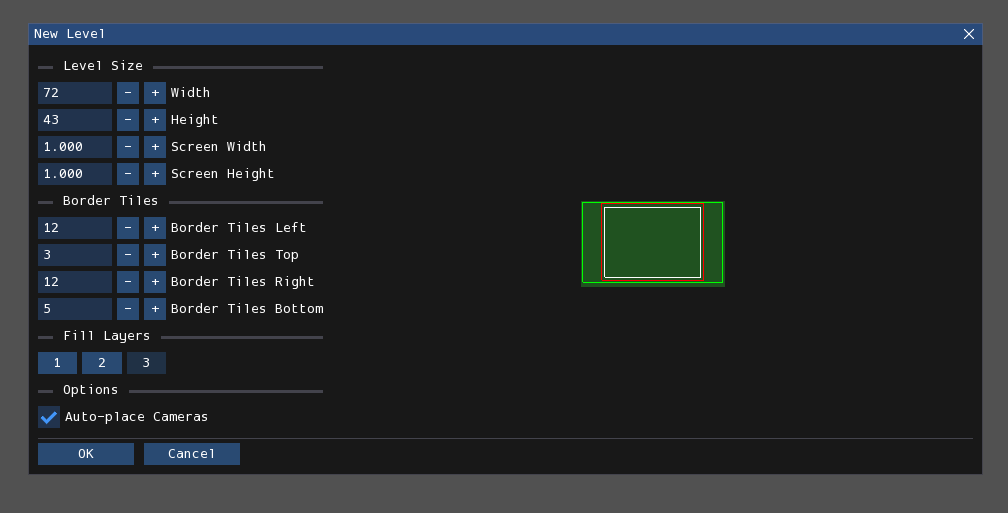 New Level
Level Size
72 - + Width
43 - + Height
1.000 - + Screen Width
1.000 - + Screen Height
Border Tiles
12 - + Border Tiles Left
3 - + Border Tiles Top
12 - + Border Tiles Right
5 - + Border Tiles Bottom
Fill Layers
1 2 3
Options
Auto-place Cameras
OK Cancel